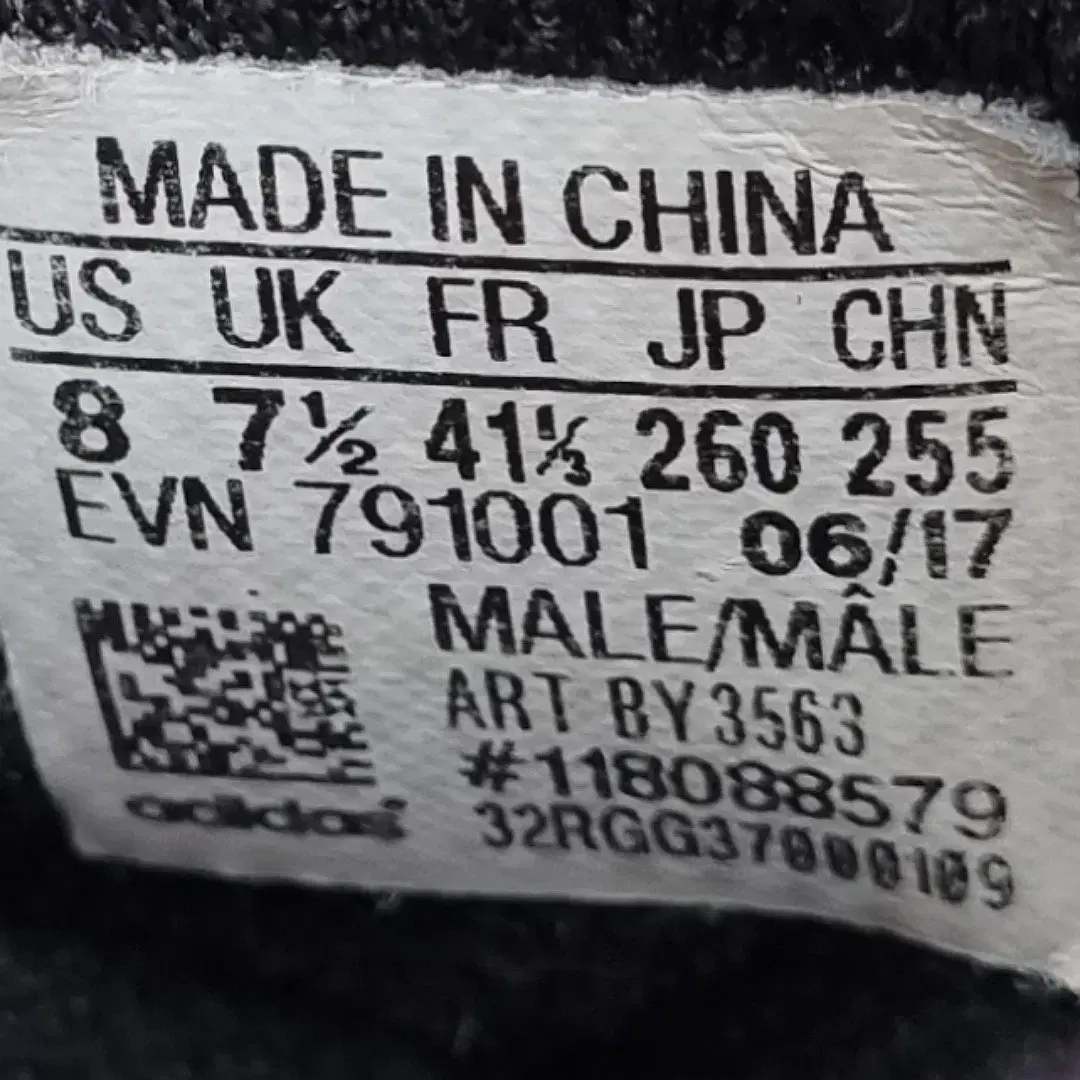 MADE IN CHINA
US UK FR JP CHN
8 7½ 41⅓ 260 255
EVN 791001 06/17
MALE/MÂLE
ART BY3563
#118088579
32RGG37000109
adidas